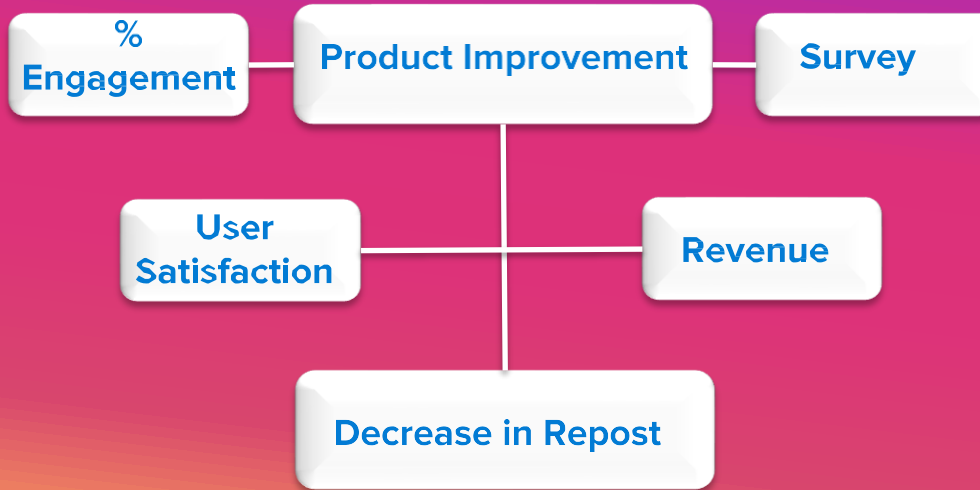 %
Engagement
Product Improvement
Survey
User
Satisfaction
Revenue
Decrease in Repost